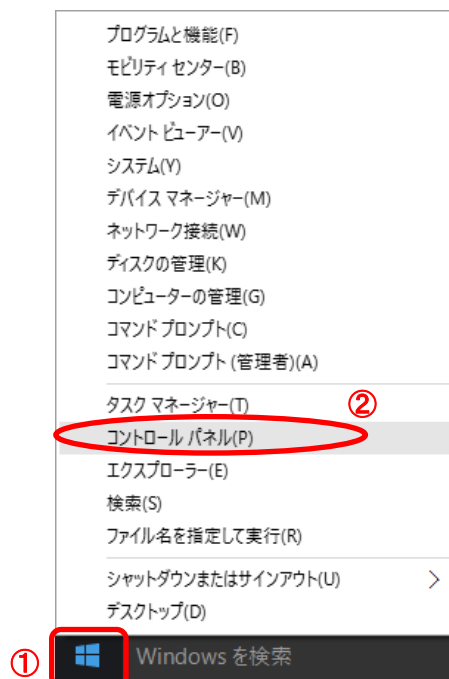 プログラムと機能(F)
モビリティ センター(B)
電源オプション(O)
イベント ビューアー(V)
システム(Y)
デバイス マネージャー(M)
ネットワーク接続(W)
ディスクの管理(K)
コンピューターの管理(G)
コマンド プロンプト(C)
コマンド プロンプト (管理者)(A)
タスク マネージャー(T)
②
コントロール パネル(P)
エクスプローラー(E)
検索(S)
ファイル名を指定して実行(R)
シャットダウンまたはサインアウト(U)
デスクトップ(D)
① Windows を検索